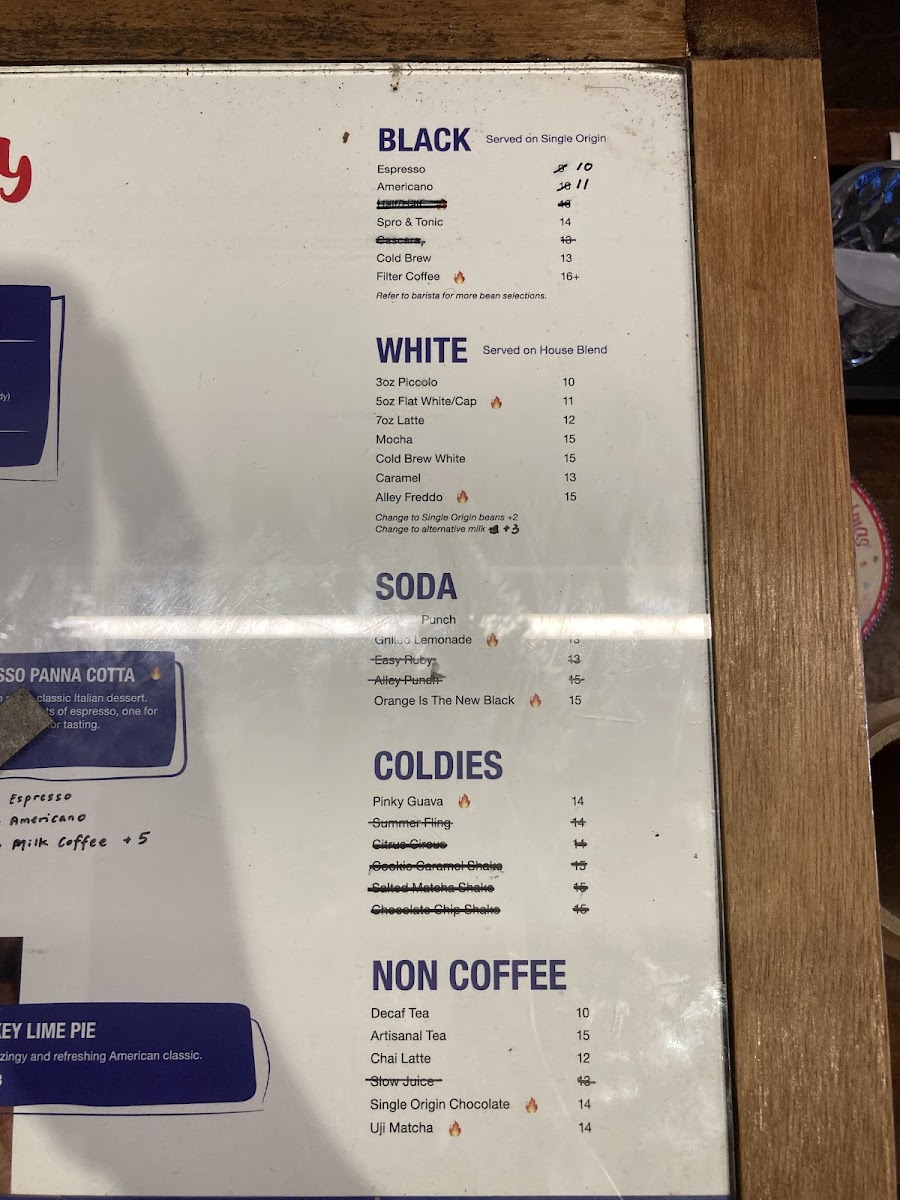 y
BLACK Served on Single Origin
Espresso 9 10
Americano 10 11
Spro & Tonic 14
Cascara 13
Cold Brew 13
Filter Coffee 🔥 16+
Refer to barista for more bean selections.
WHITE Served on House Blend
3oz Piccolo 10
5oz Flat White/Cap 🔥 11
7oz Latte 12
Mocha 15
Cold Brew White 15
Caramel 13
Alley Freddo 🔥 15
Change to Single Origin beans +2
Change to alternative milk +3
dy)
SODA
Punch
Grilled Lemonade 🔥 13
Easy Ruby 13
Alley Punch 15
Orange Is The New Black 🔥 15
SSO PANNA COTTA 🔥
classic Italian dessert.
ts of espresso, one for
or tasting.
Espresso
Americano
Milk Coffee +5
COLDIES
Pinky Guava 🔥 14
Summer Fling 14
Citrus Circus 14
Cookie Caramel Shake 15
Salted Matcha Shake 15
Chocolate Chip Shake 15
NON COFFEE
Decaf Tea 10
Artisanal Tea 15
Chai Latte 12
Slow Juice 13
Single Origin Chocolate 🔥 14
Uji Matcha 🔥 14
KEY LIME PIE
zingy and refreshing American classic.